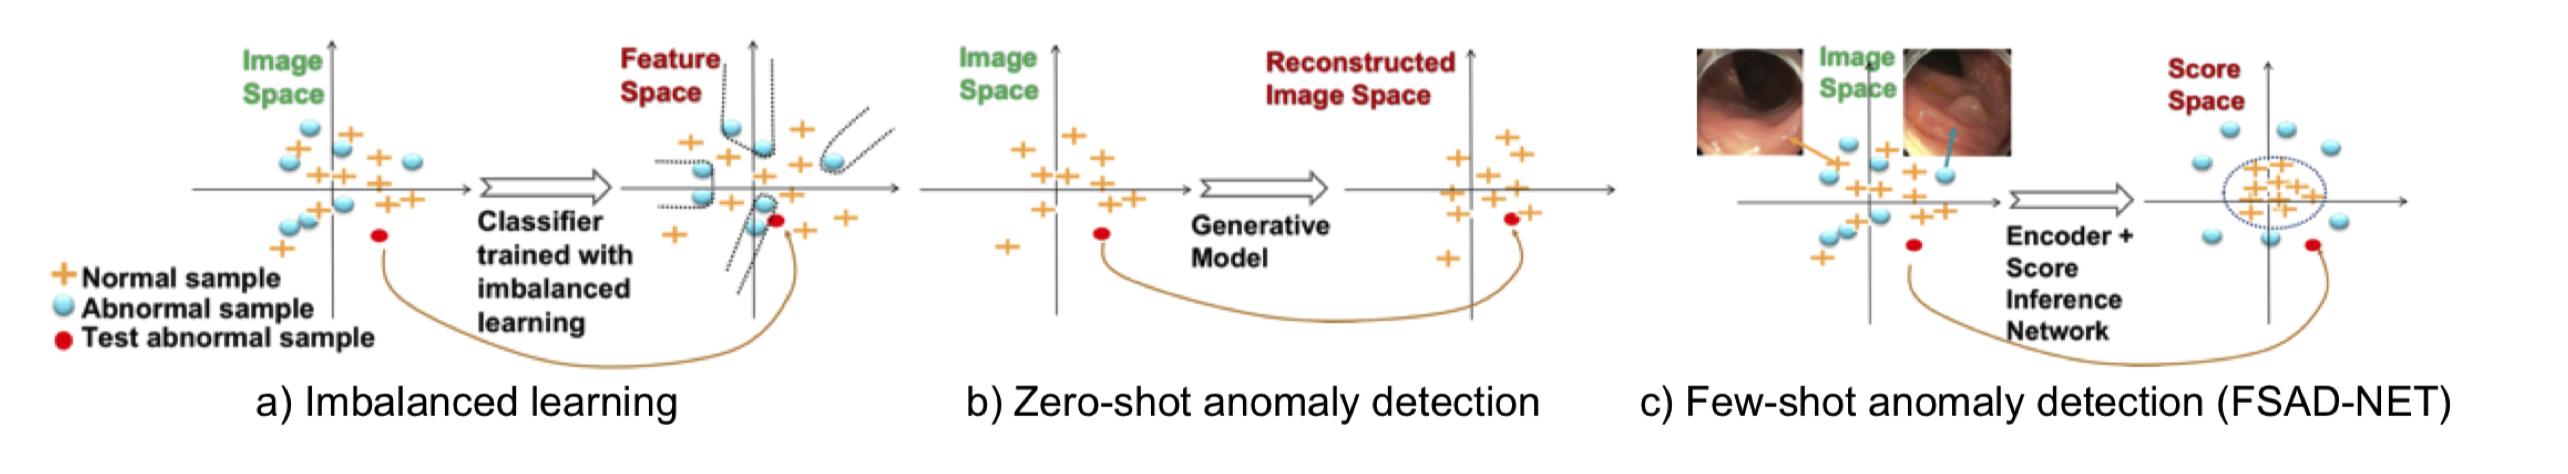 Image
Space
Feature
Space
Classifier
trained with
imbalanced
learning
Normal sample
Abnormal sample
Test abnormal sample
a) Imbalanced learning
Image
Space
Reconstructed
Image Space
Generative
Model
b) Zero-shot anomaly detection
Image
Space
Score
Space
Encoder +
Score
Inference
Network
c) Few-shot anomaly detection (FSAD-NET)